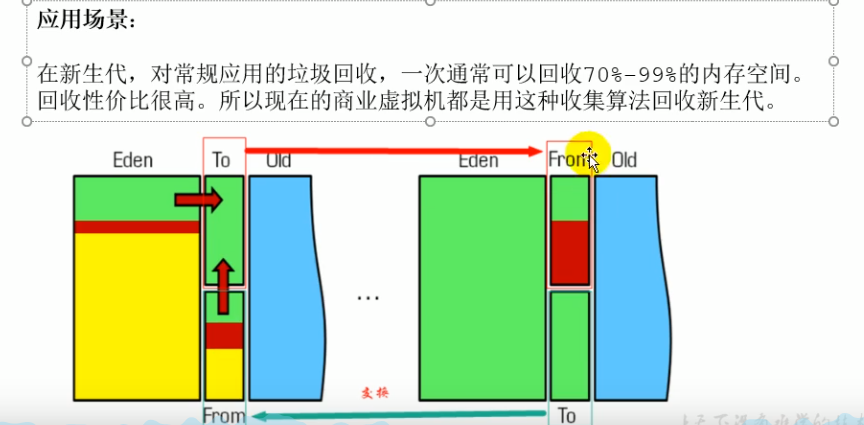 应用场景：
在新生代，对常规应用的垃圾回收，一次通常可以回收70%-99%的内存空间。
回收性价比很高。所以现在的商业虚拟机都是用这种收集算法回收新生代。
Eden To Old Eden From Old
...
变换
From To